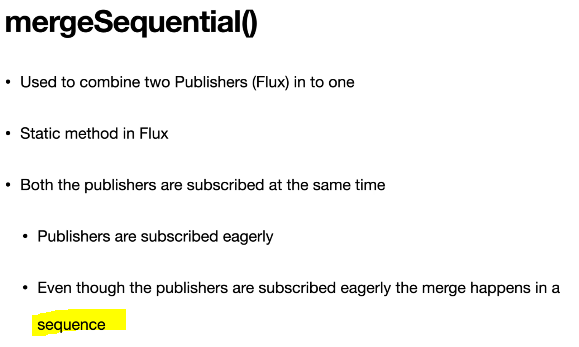 mergeSequential()
• Used to combine two Publishers (Flux) in to one
• Static method in Flux
• Both the publishers are subscribed at the same time
• Publishers are subscribed eagerly
• Even though the publishers are subscribed eagerly the merge happens in a
sequence